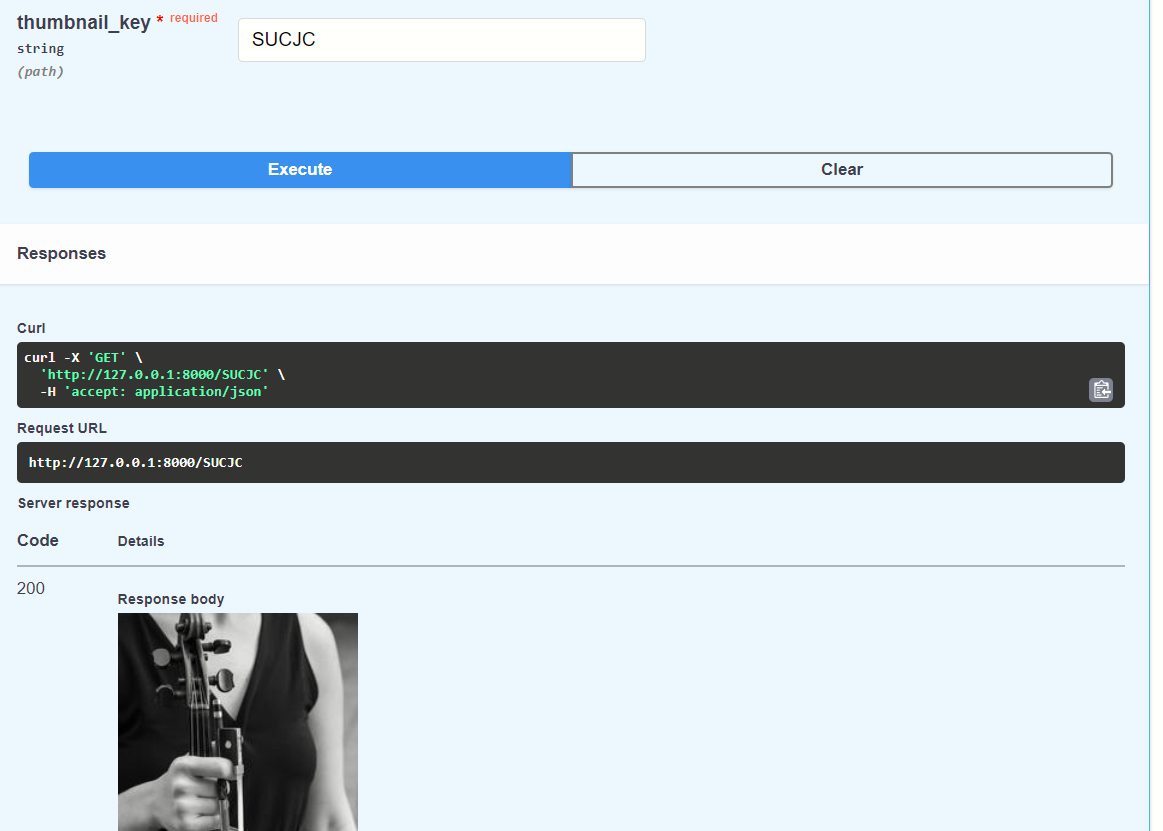 thumbnail_key * required
string
(path)
SUCJC
Execute
Clear
Responses
Curl
curl -X 'GET' \
  'http://127.0.0.1:8000/SUCJC' \
  -H 'accept: application/json'
Request URL
http://127.0.0.1:8000/SUCJC
Server response
Code
Details
200
Response body